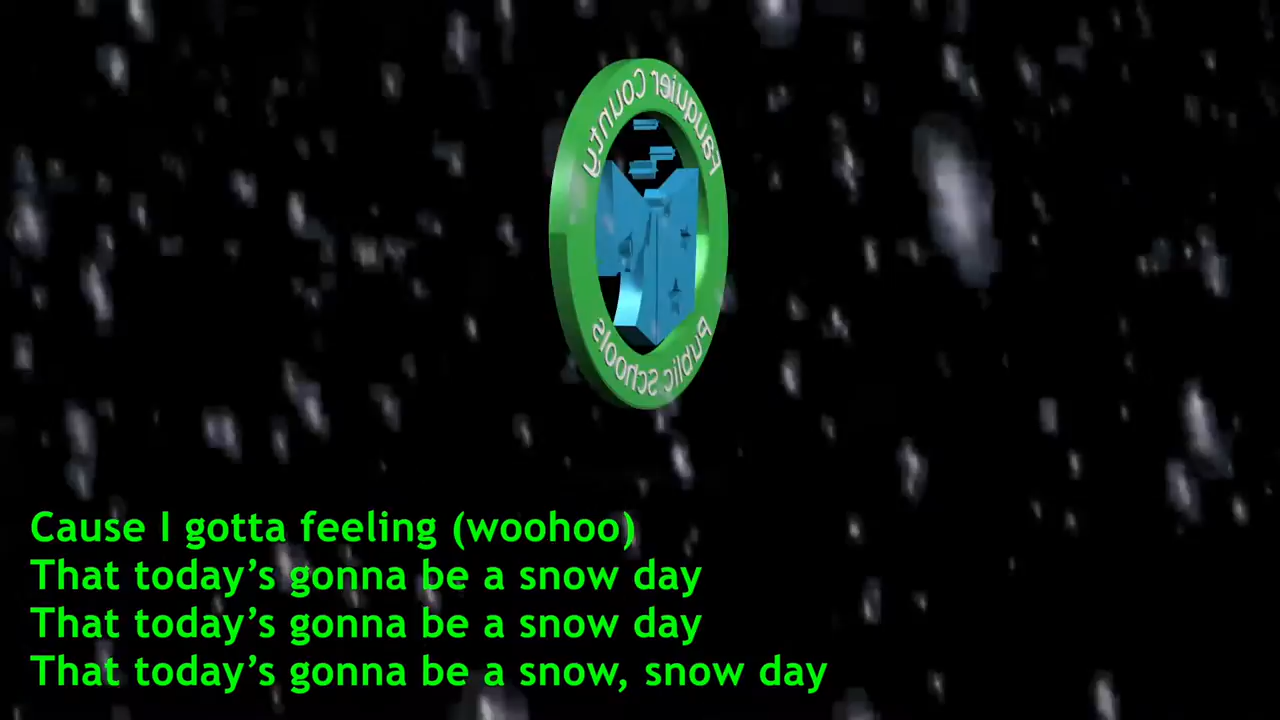 Fauquier County
Public Schools
Cause I gotta feeling (woohoo)
That today’s gonna be a snow day
That today’s gonna be a snow day
That today’s gonna be a snow, snow day